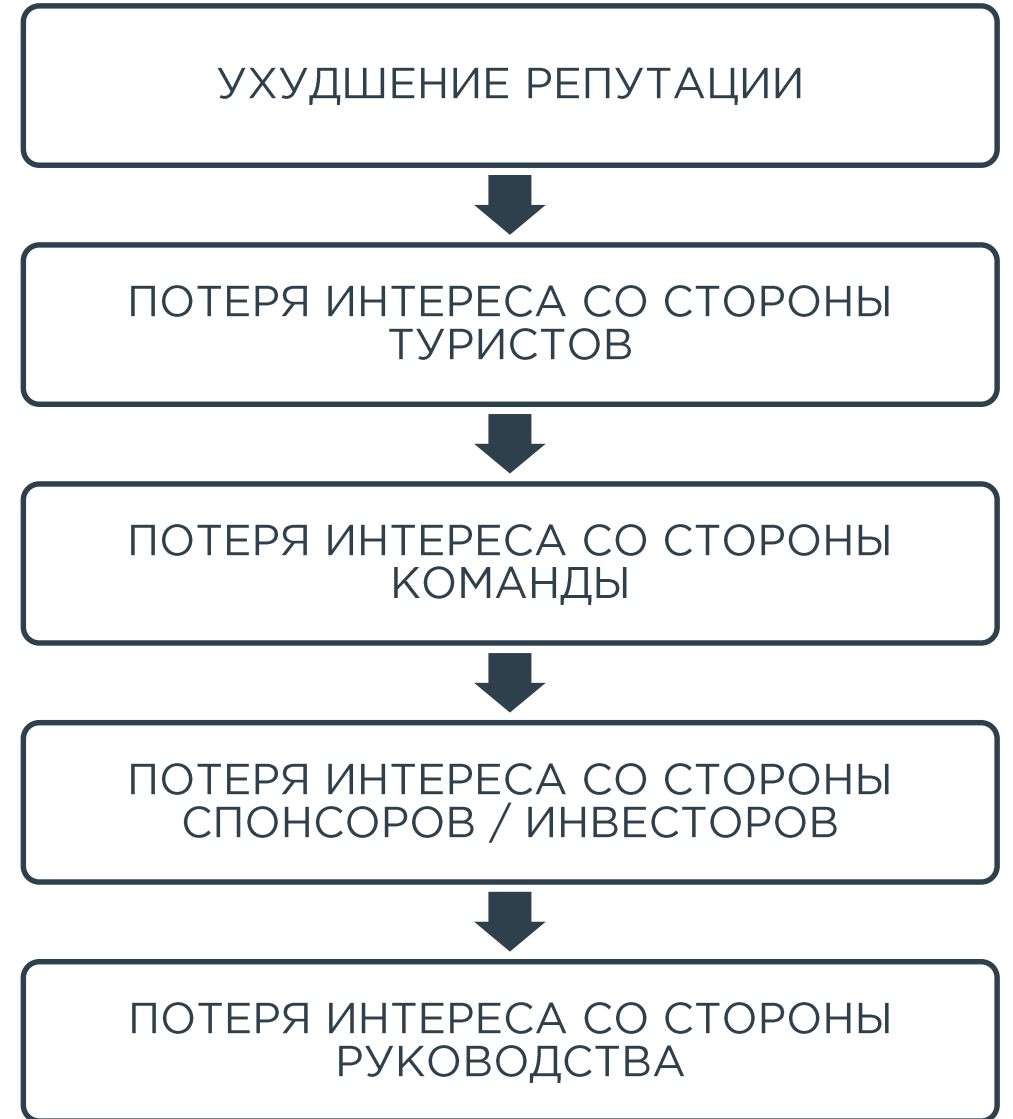 УХУДШЕНИЕ РЕПУТАЦИИ
ПОТЕРЯ ИНТЕРЕСА СО СТОРОНЫ
ТУРИСТОВ
ПОТЕРЯ ИНТЕРЕСА СО СТОРОНЫ
КОМАНДЫ
ПОТЕРЯ ИНТЕРЕСА СО СТОРОНЫ
СПОНСОРОВ / ИНВЕСТОРОВ
ПОТЕРЯ ИНТЕРЕСА СО СТОРОНЫ
РУКОВОДСТВА